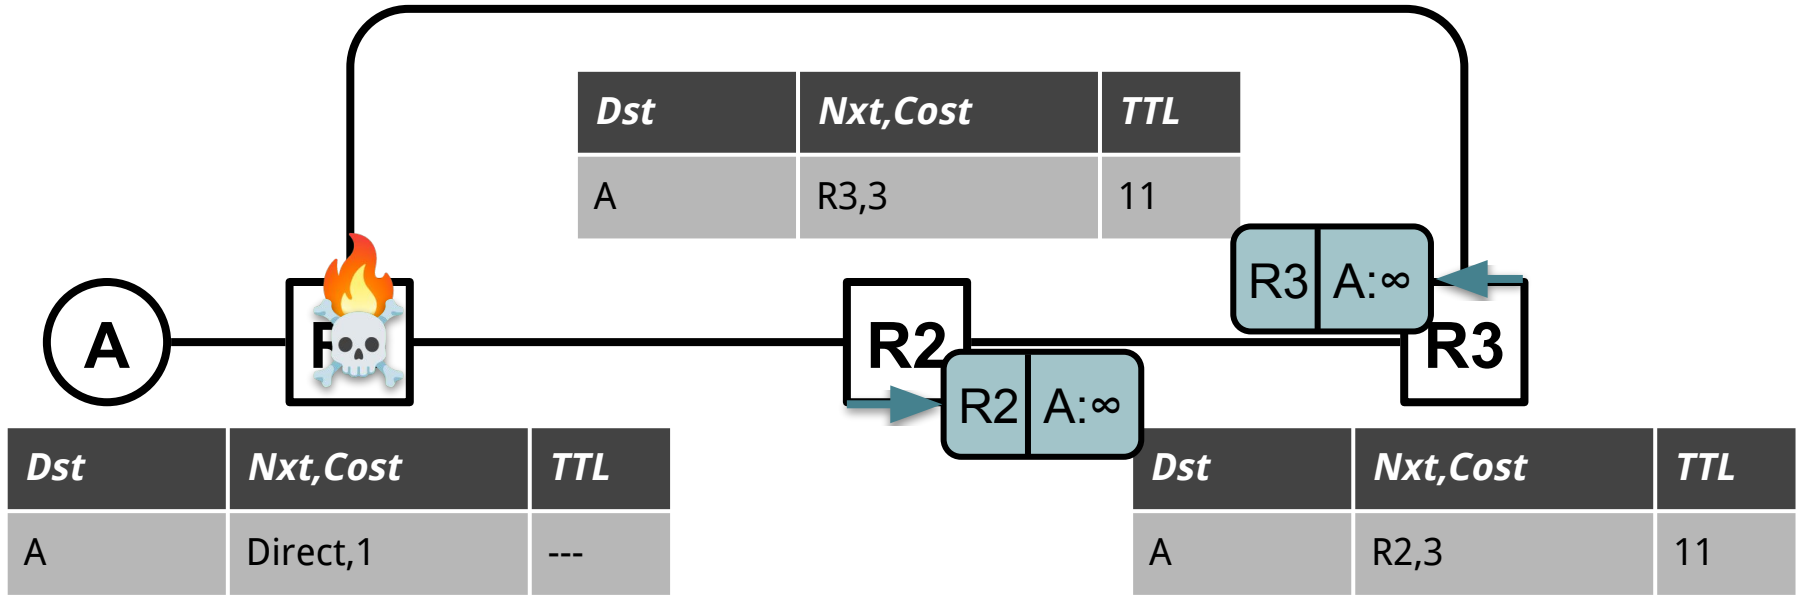 Dst Nxt,Cost TTL
A R3,3 11
R3 A:∞
A R2 R3
R2 A:∞
Dst Nxt,Cost TTL
A Direct,1 ---
Dst Nxt,Cost TTL
A R2,3 11